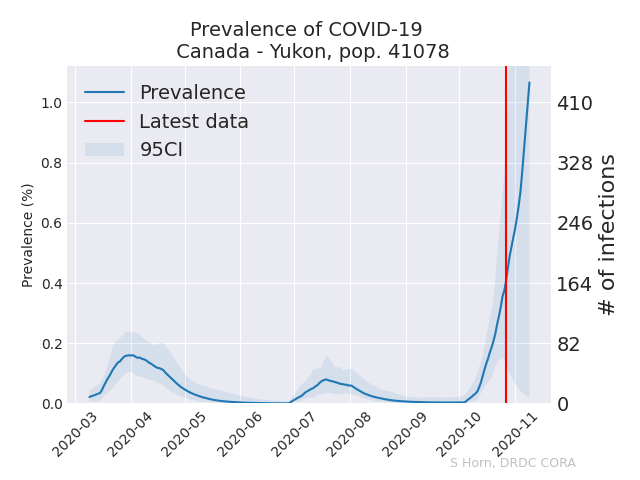 Prevalence of COVID-19
Canada - Yukon, pop. 41078
Prevalence
Latest data
95CI
Prevalence (%)
1.0
0.8
0.6
0.4
0.2
0.0
410
328
246
164
82
0
# of infections
2020-03
2020-04
2020-05
2020-06
2020-07
2020-08
2020-09
2020-10
2020-11
S Horn, DRDC CORA